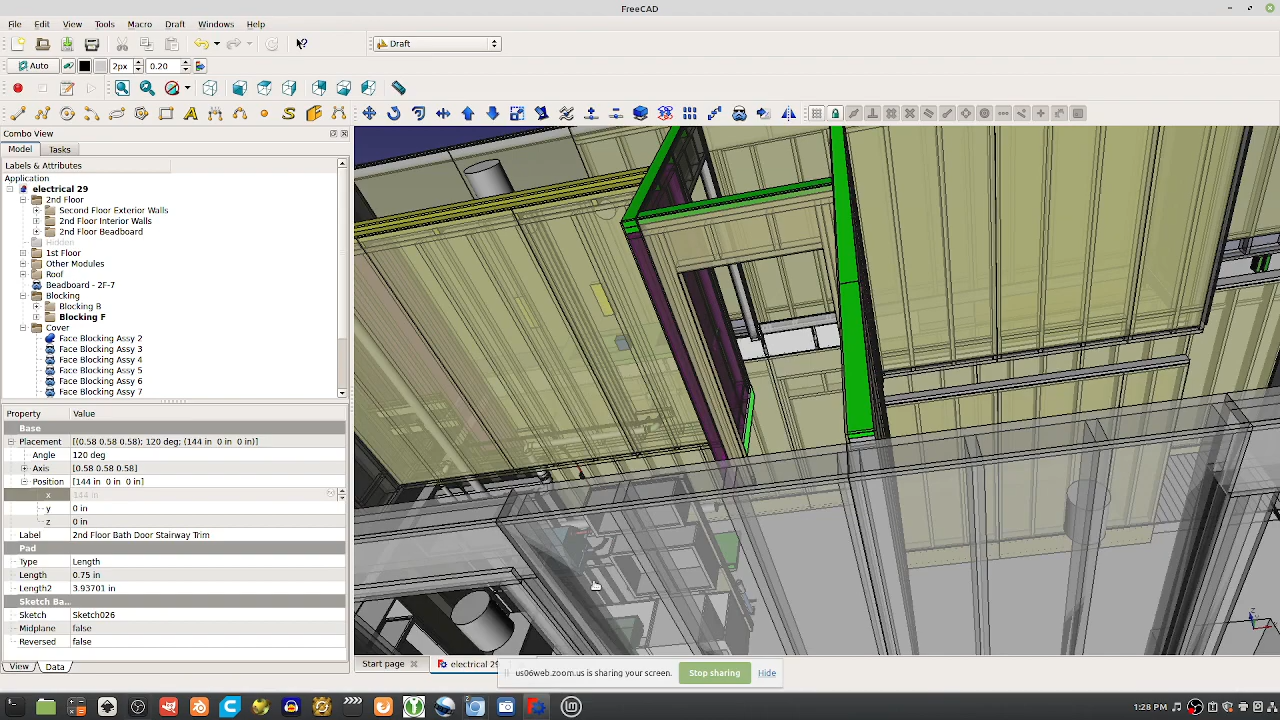 FreeCAD
File Edit View Tools Macro Draft Windows Help
Draft
Auto 2px 0.20
Combo View
Model Tasks
Labels & Attributes
Application
electrical 29
2nd Floor
Second Floor Exterior Walls
2nd Floor Interior Walls
2nd Floor Beadboard
Hidden
1st Floor
Other Modules
Roof
Beadboard - 2F-7
Blocking
Blocking B
Blocking F
Cover
Face Blocking Assy 2
Face Blocking Assy 3
Face Blocking Assy 4
Face Blocking Assy 5
Face Blocking Assy 6
Face Blocking Assy 7
Property Value
Base
Placement [(0.58 0.58 0.58); 120 deg; (144 in 0 in 0 in)]
Angle 120 deg
Axis [0.58 0.58 0.58]
Position [144 in 0 in 0 in]
x 144 in
y 0 in
z 0 in
Label 2nd Floor Bath Door Stairway Trim
Pad
Type Length
Length 0.75 in
Length2 3.93701 in
Sketch Ba...
Sketch Sketch026
Midplane false
Reversed false
View Data
Start page electrical 29
us06web.zoom.us is sharing your screen. Stop sharing Hide
1:28 PM